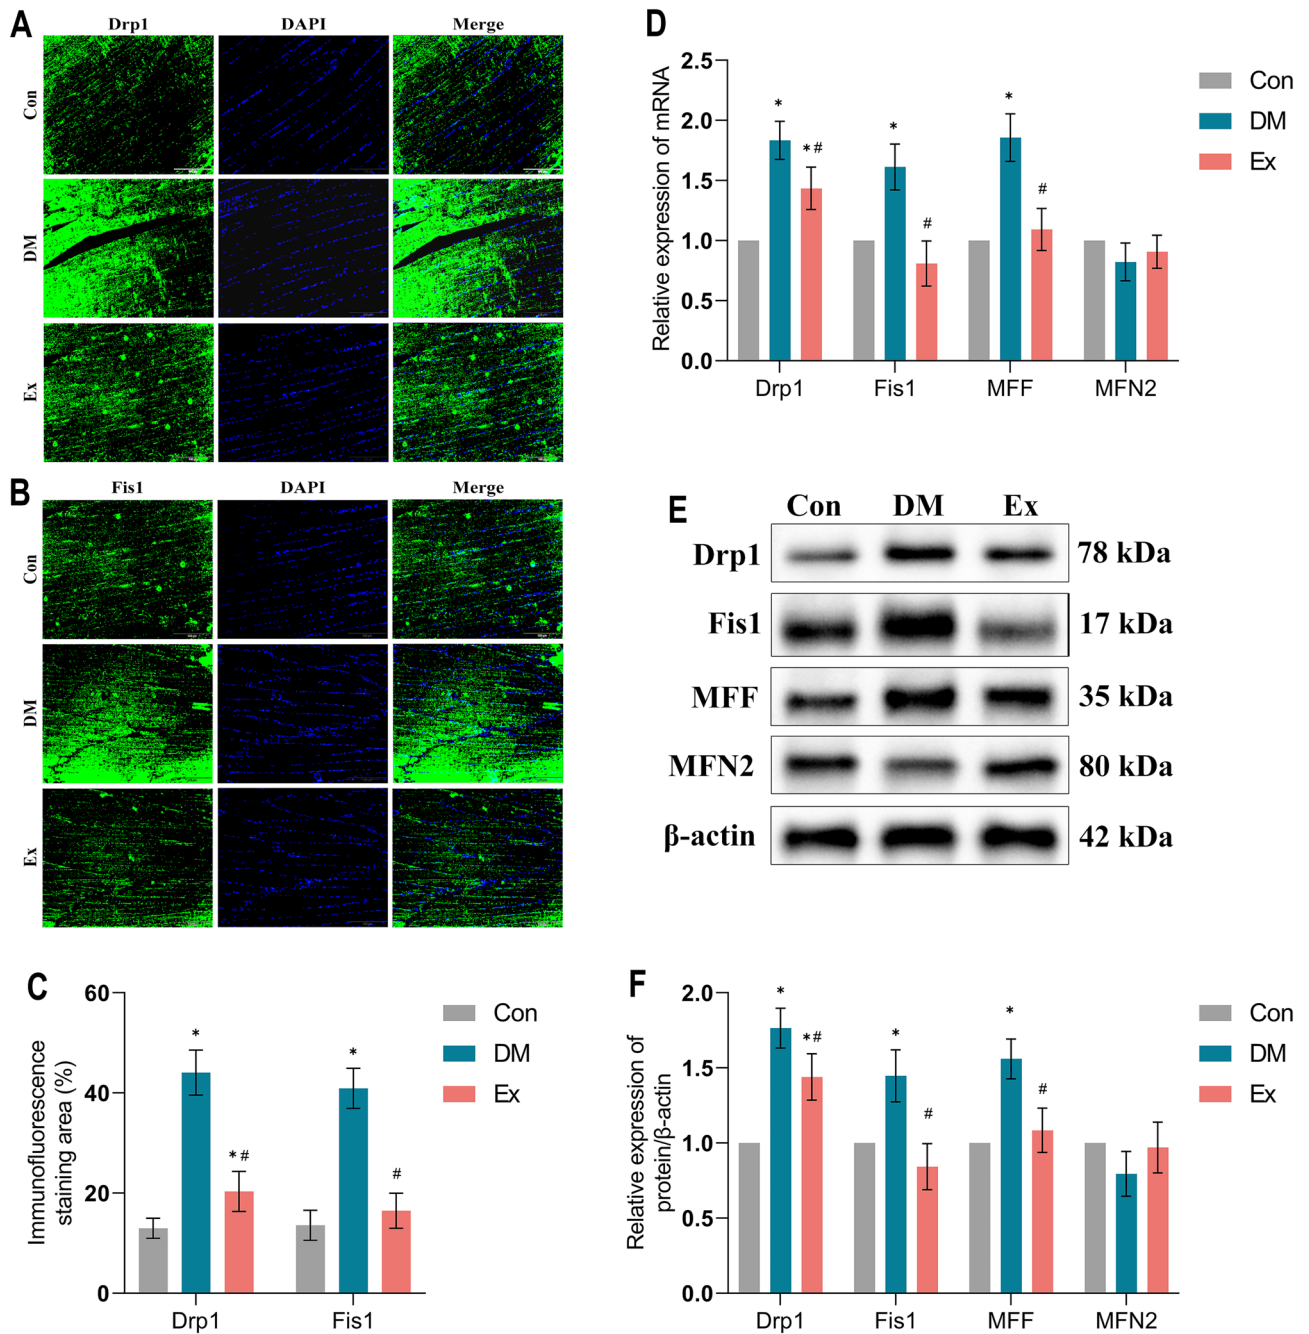 A
Drp1 DAPI Merge
Con
DM
Ex
B
Fis1 DAPI Merge
Con
DM
Ex
C
Immunofluorescence
staining area (%)
60
40
20
0
* *# * #
Drp1 Fis1
Con
DM
Ex
D
Relative expression of mRNA
2.5
2.0
1.5
1.0
0.5
0.0
* *# * # * #
Drp1 Fis1 MFF MFN2
Con
DM
Ex
E
Con DM Ex
Drp1 78 kDa
Fis1 17 kDa
MFF 35 kDa
MFN2 80 kDa
β-actin 42 kDa
F
Relative expression of
protein/β-actin
2.0
1.5
1.0
0.5
0.0
* *# * # * #
Drp1 Fis1 MFF MFN2
Con
DM
Ex